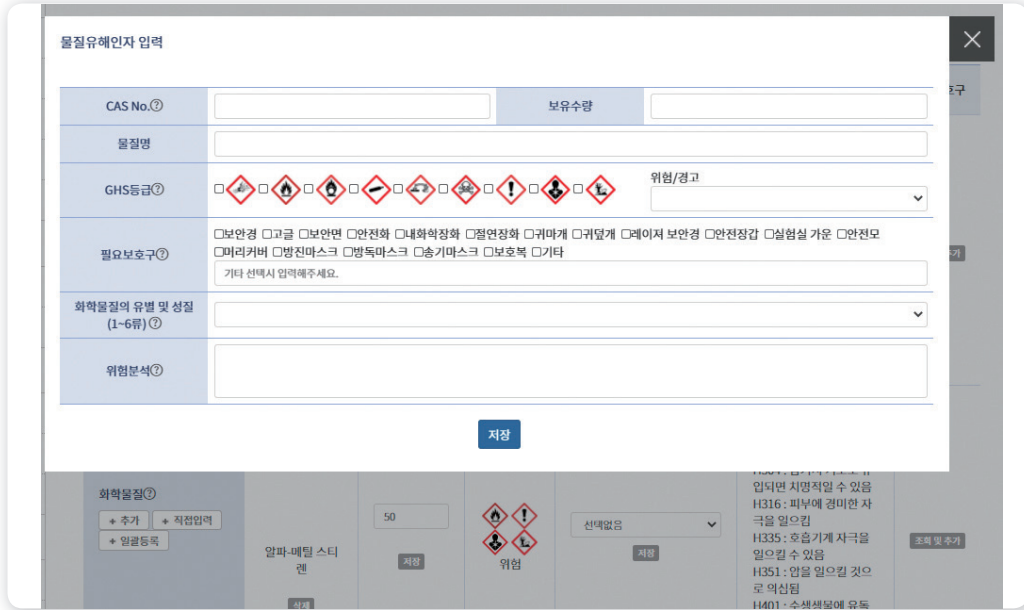 물질유해인자 입력
호구
CAS No.?
보유수량
물질명
GHS등급?
위험/경고
필요보호구?
□보안경 □고글 □보안면 □안전화 □내화학장화 □절연장화 □귀마개 □귀덮개 □레이저 보안경 □안전장갑 □실험실 가운 □안전모
□머리커버 □방진마스크 □방독마스크 □송기마스크 □보호복 □기타
기타 선택시 입력해주세요.
화학물질의 유별 및 성질
(1~6류)?
위험분석?
저장
화학물질?
+ 추가
+ 직접입력
+ 일괄등록
알파-메틸 스티
렌
삭제
50
저장
위험
선택없음
저장
입되면 치명적일 수 있음
H316 : 피부에 경미한 자
극을 일으킴
H335 : 호흡기계 자극을
일으킬 수 있음
H351 : 암을 일으킬 것으
로 의심됨
H401 : 수생생물에 유독
조회 및 추가